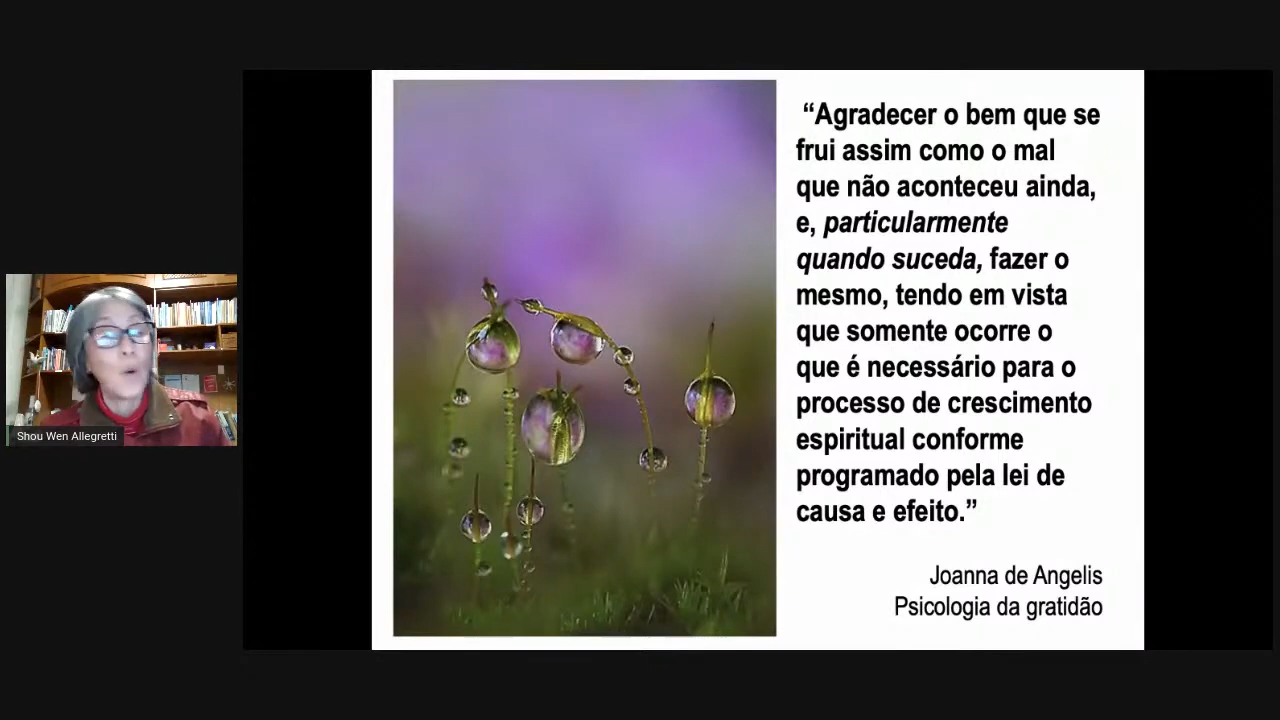 Shou Wen Allegretti
“Agradecer o bem que se
frui assim como o mal
que não aconteceu ainda,
e, particularmente
quando suceda, fazer o
mesmo, tendo em vista
que somente ocorre o
que é necessário para o
processo de crescimento
espiritual conforme
programado pela lei de
causa e efeito.”
Joanna de Angelis
Psicologia da gratidão